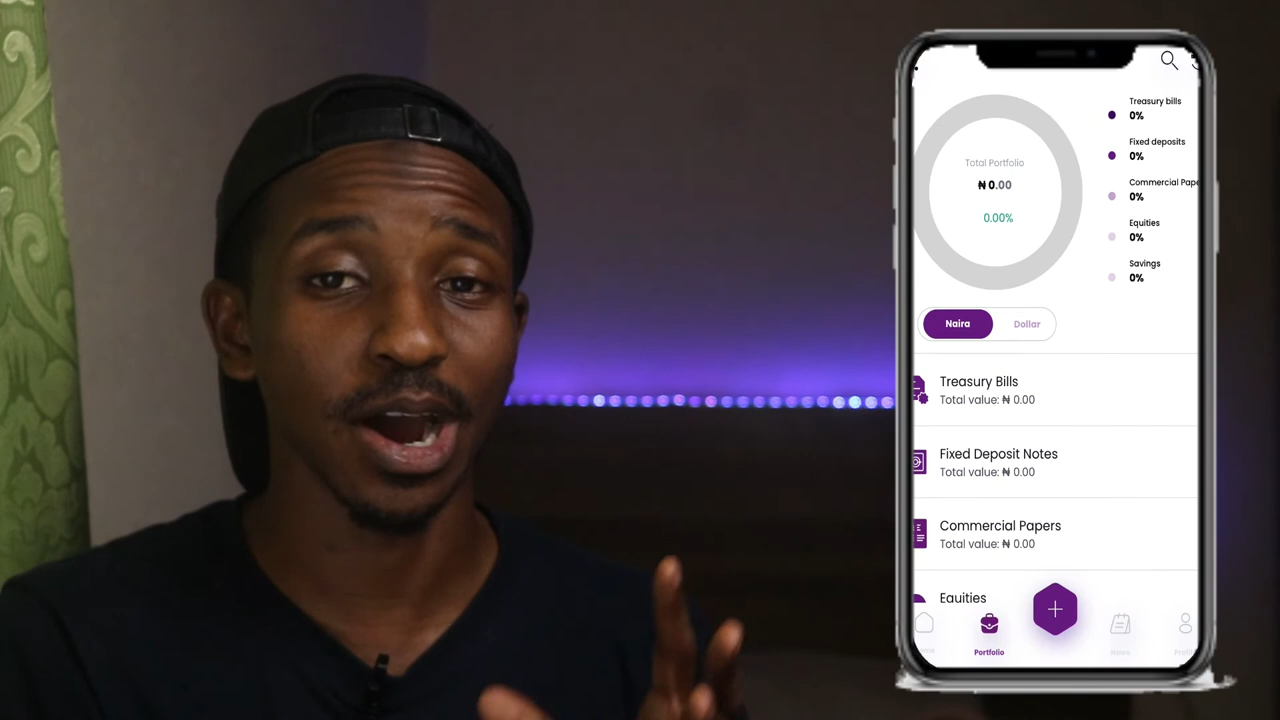 Total Portfolio
₦ 0.00
0.00%
Treasury bills
0%
Fixed deposits
0%
Commercial Pape
0%
Equities
0%
Savings
0%
Naira
Dollar
Treasury Bills
Total value: ₦ 0.00
Fixed Deposit Notes
Total value: ₦ 0.00
Commercial Papers
Total value: ₦ 0.00
Equities
Portfolio